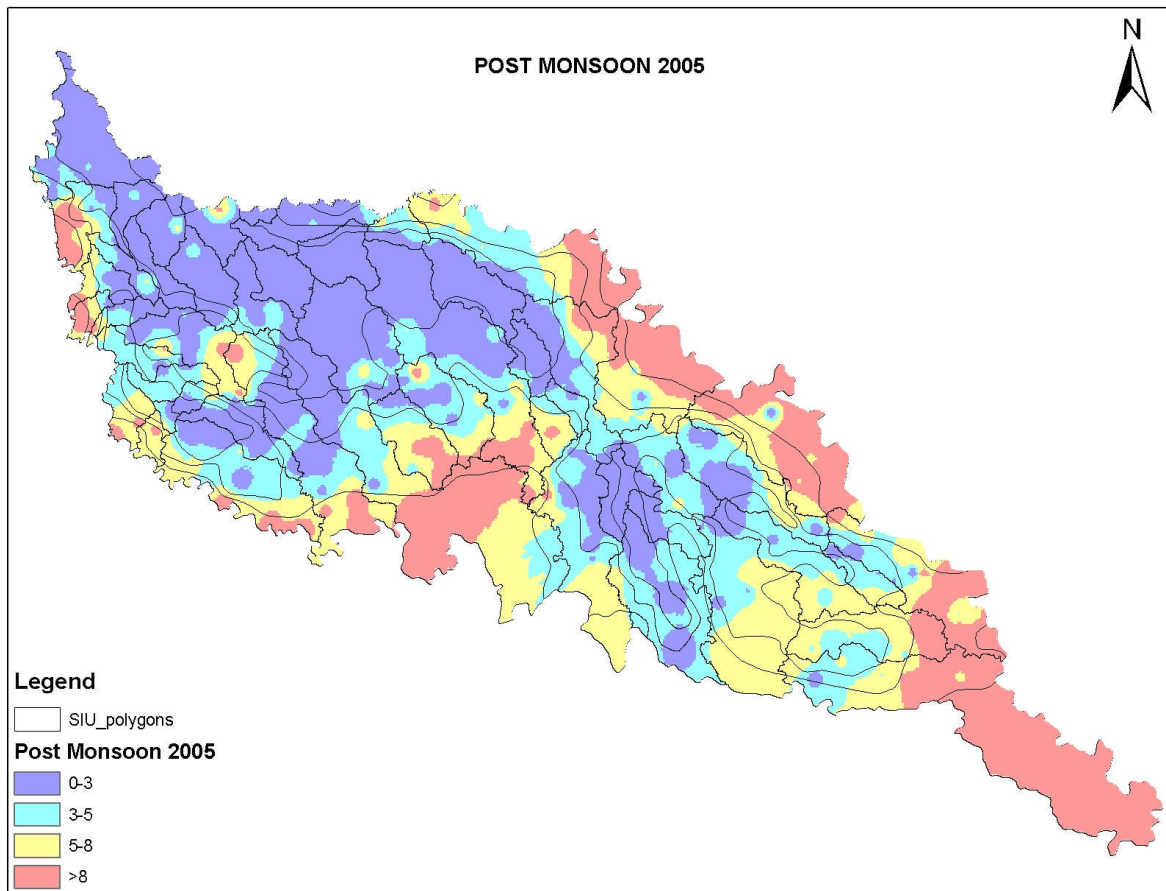 N
POST MONSOON 2005
Legend
SIU_polygons
Post Monsoon 2005
0-3
3-5
5-8
>8